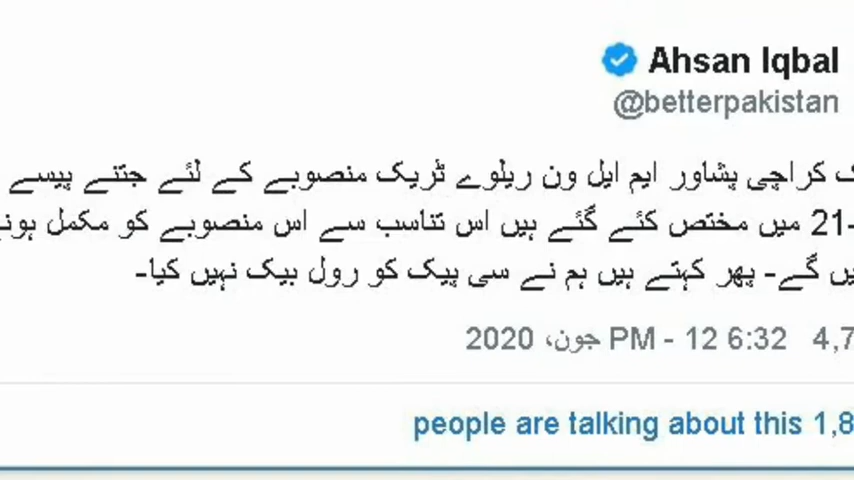 Ahsan Iqbal
@betterpakistan
کراچی پشاور ایم ایل ون ریلوے ٹریک منصوبے کے لئے جتنے پیسے
21 میں مختص کئے گئے ہیں اس تناسب سے اس منصوبے کو مکمل
گے۔ پھر کہتے ہیں ہم نے سی پیک کو رول بیک نہیں کیا۔
6:32 PM - 12 جون، 2020
people are talking about this